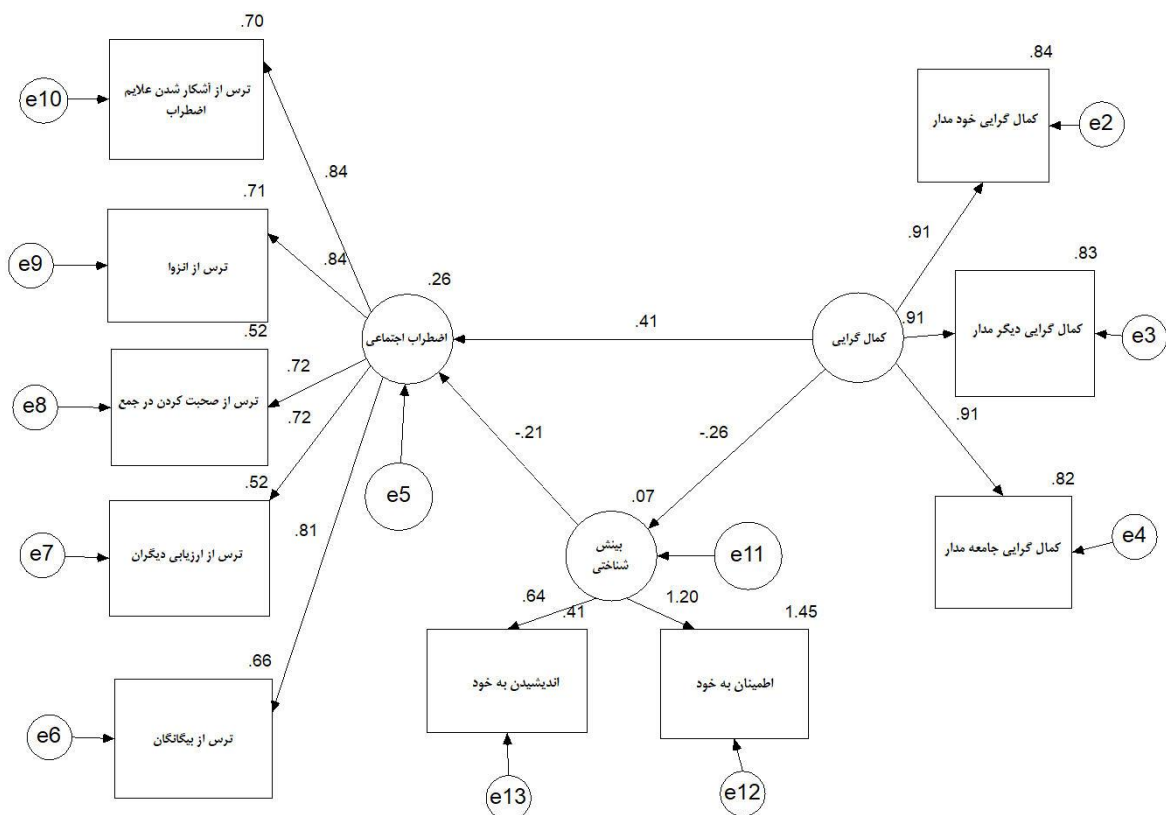 .70
.84
ترس از آشکار شدن علایم
اضطراب
e10
کمال گرایی خود مدار
e2
.84
.71
.91
ترس از انزوا
e9
.84
.26
.83
.91
کمال گرایی دیگر مدار
e3
.52
اضطراب اجتماعی
.41
کمال گرایی
ترس از صحبت کردن در جمع
e8
.72
.72
.91
-.21
-.26
.52
e5
.82
.07
ترس از ارزیابی دیگران
e7
.81
کمال گرایی جامعه مدار
e4
بینش
شناختی
e11
.64
.41
1.20
1.45
.66
اندیشیدن به خود
اطمینان به خود
ترس از بیگانگان
e6
e13
e12